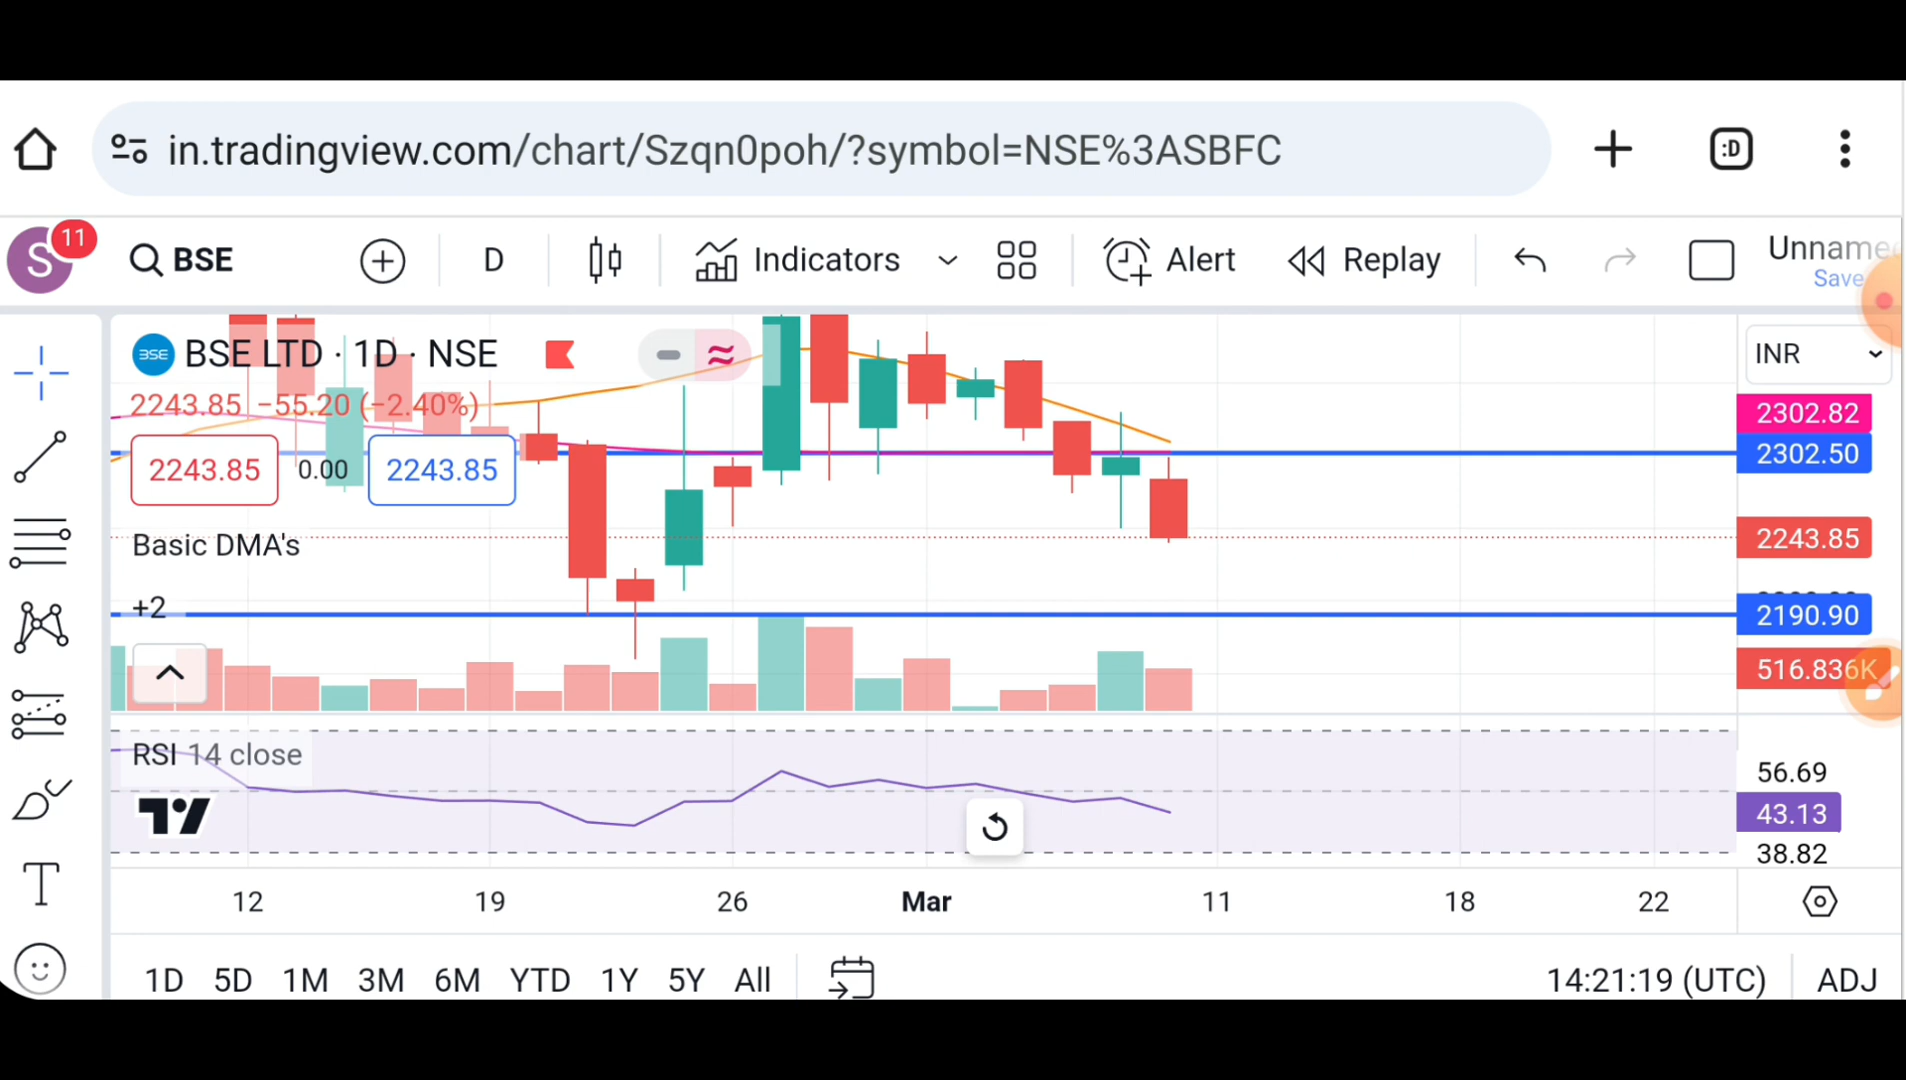 :D
in.tradingview.com/chart/Szqn0poh/?symbol=NSE%3ASBFC
S
11
BSE
D
Indicators
Alert
Replay
Unname
Save
BSE
BSE LTD · 1D · NSE
INR
2243.85 −55.20 (−2.40%)
2302.82
2302.50
2243.85
0.00
2243.85
2243.85
Basic DMA's
+2
2190.90
516.836K
RSI 14 close
56.69
43.13
38.82
12
19
26
Mar
11
18
22
T
1D
5D
1M
3M
6M
YTD
1Y
5Y
All
14:21:19 (UTC)
ADJ